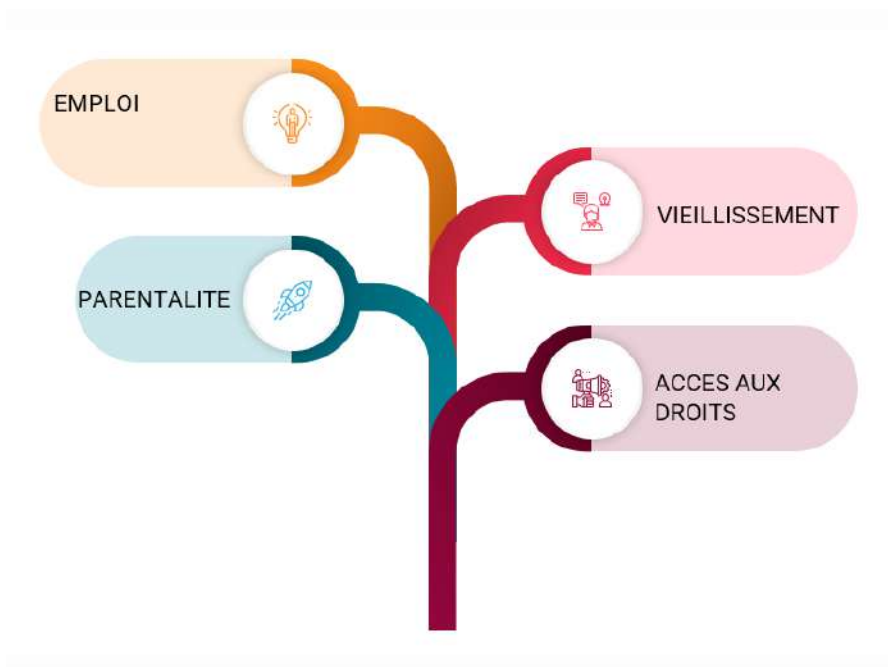 EMPLOI
VIEILLISSEMENT
PARENTALITE
ACCES AUX
DROITS